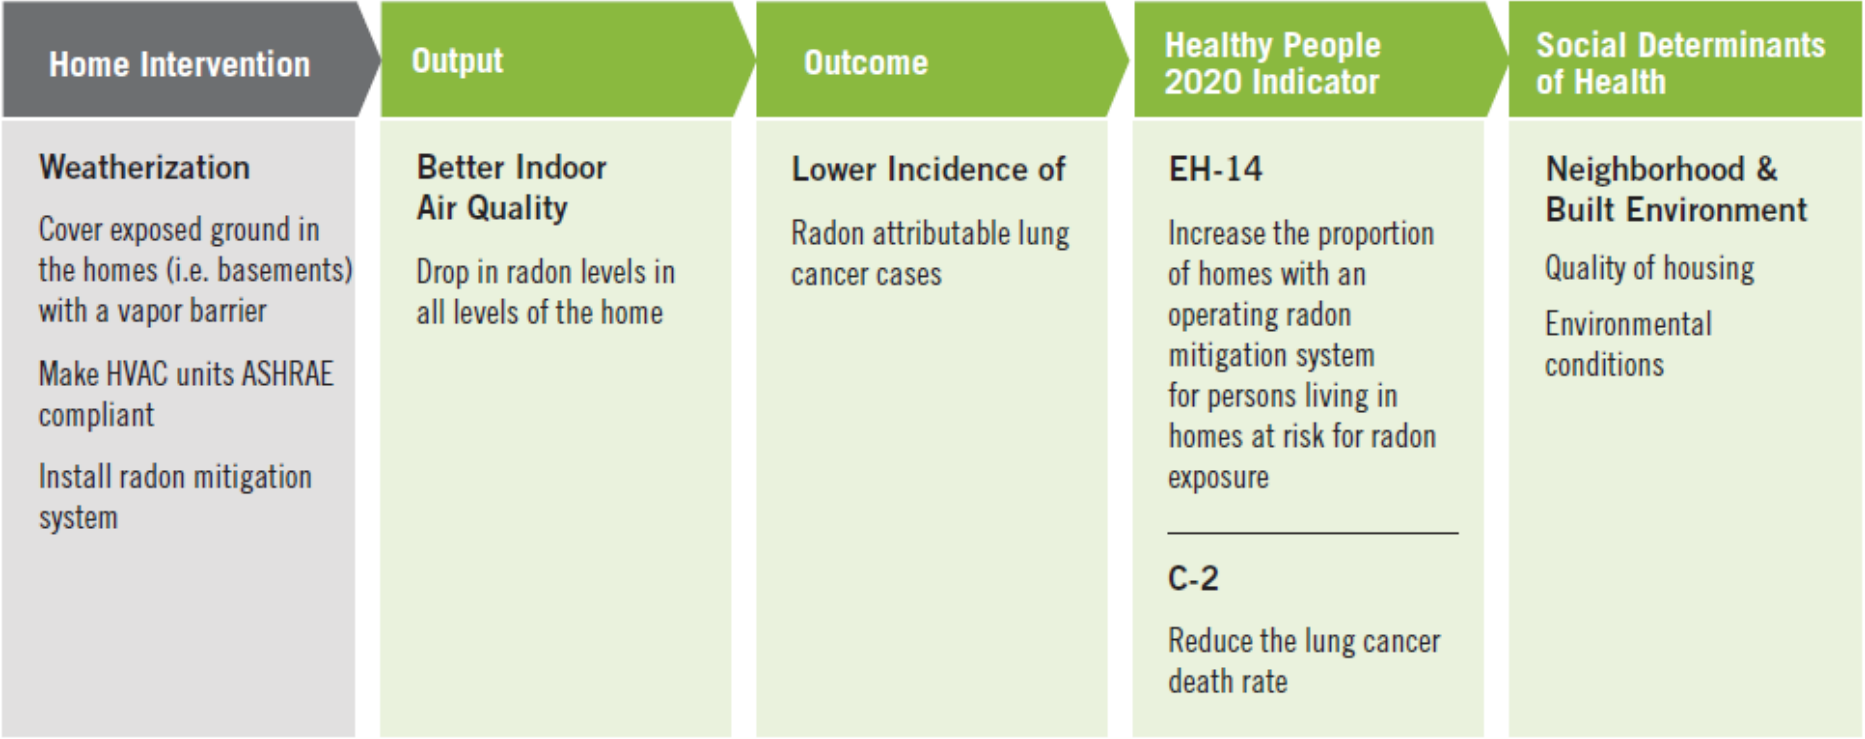 Home Intervention
Weatherization
Cover exposed ground in
the homes (i.e. basements)
with a vapor barrier
Make HVAC units ASHRAE
compliant
Install radon mitigation
system
Output
Better Indoor
Air Quality
Drop in radon levels in
all levels of the home
Outcome
Lower Incidence of
Radon attributable lung
cancer cases
Healthy People
2020 Indicator
EH-14
Increase the proportion
of homes with an
operating radon
mitigation system
for persons living in
homes at risk for radon
exposure
C-2
Reduce the lung cancer
death rate
Social Determinants
of Health
Neighborhood &
Built Environment
Quality of housing
Environmental
conditions